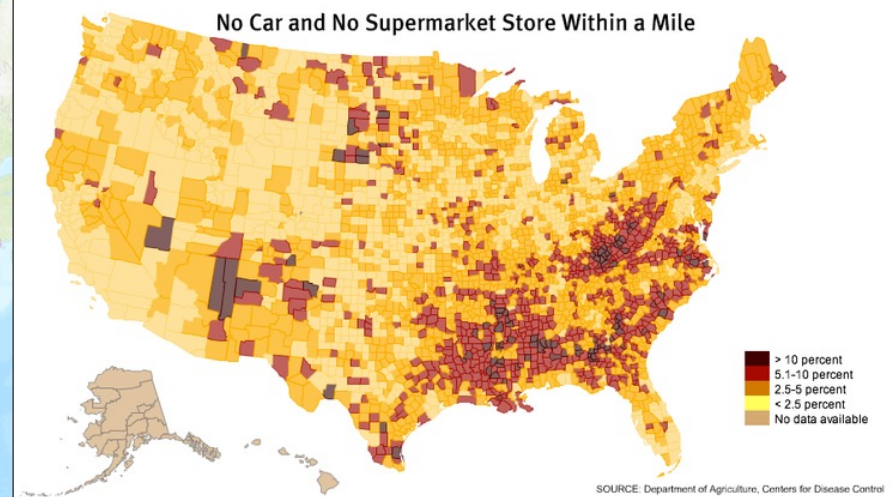 No Car and No Supermarket Store Within a Mile
> 10 percent
5.1-10 percent
2.5-5 percent
< 2.5 percent
No data available
SOURCE: Department of Agriculture, Centers for Disease Control